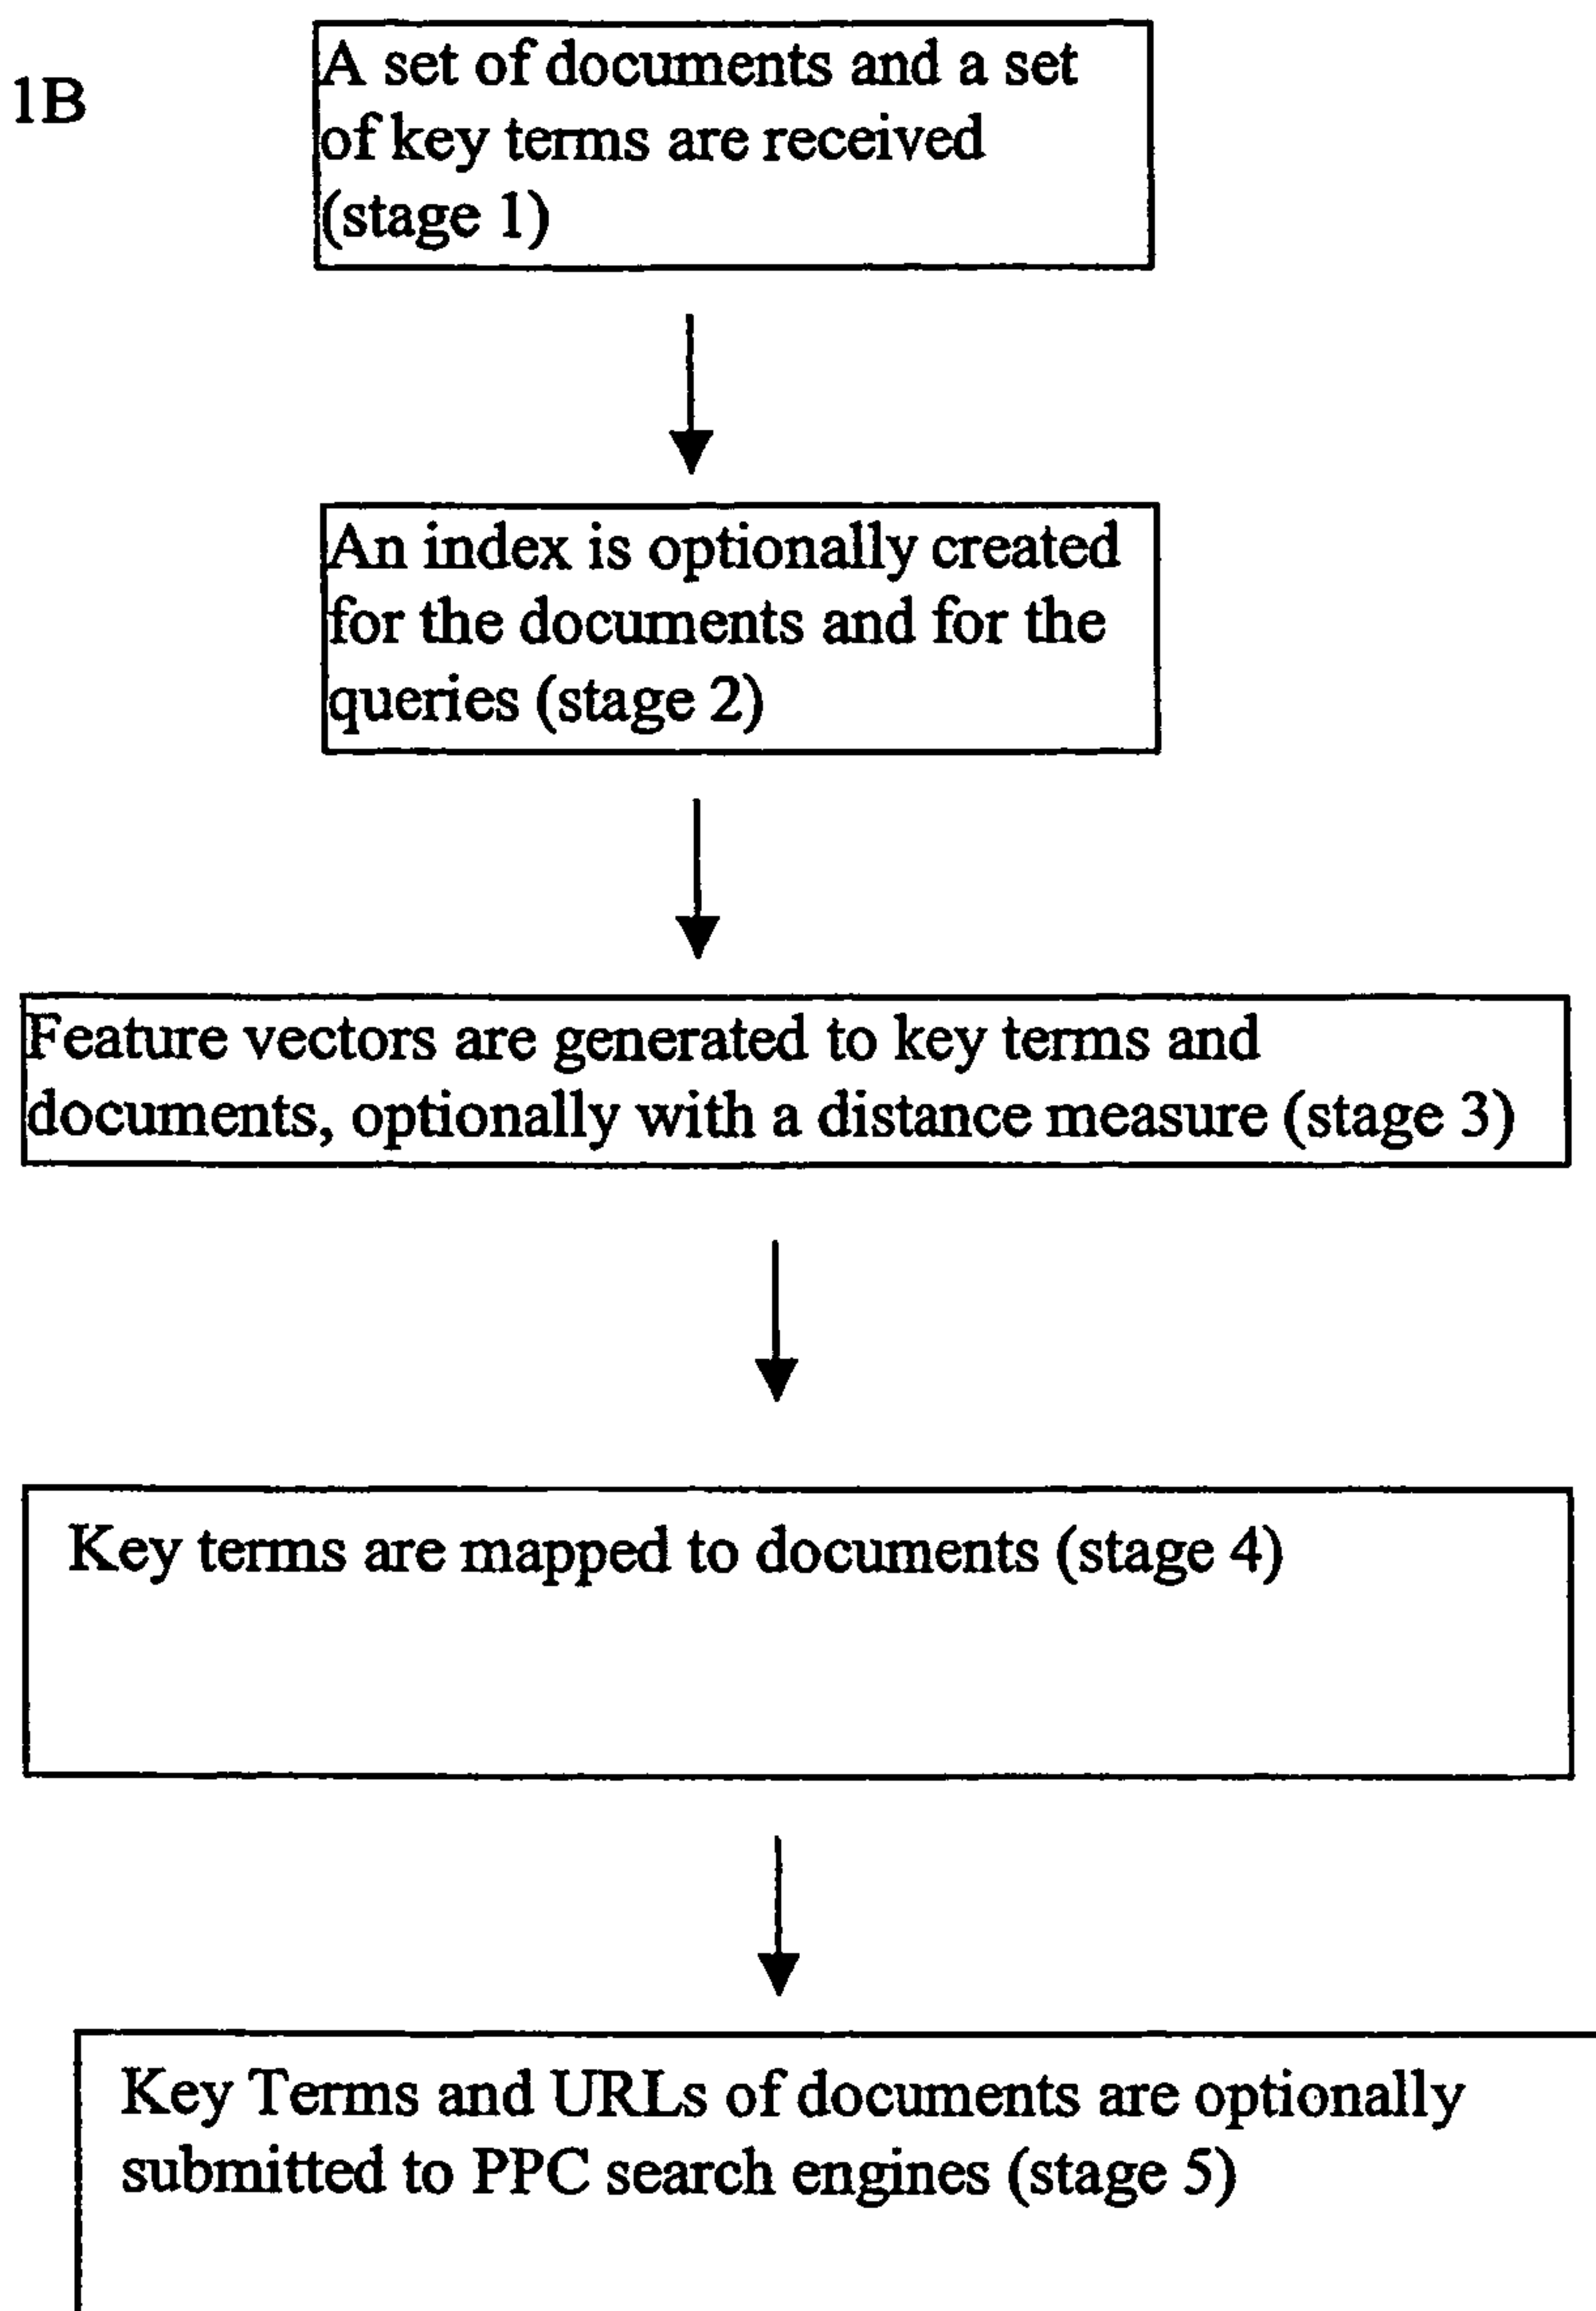 1B
A set of documents and a set
of key terms are received
(stage 1)
An index is optionally created
for the documents and for the
queries (stage 2)
Feature vectors are generated to key terms and
documents, optionally with a distance measure (stage 3)
Key terms are mapped to documents (stage 4)
Key Terms and URLs of documents are optionally
submitted to PPC search engines (stage 5)